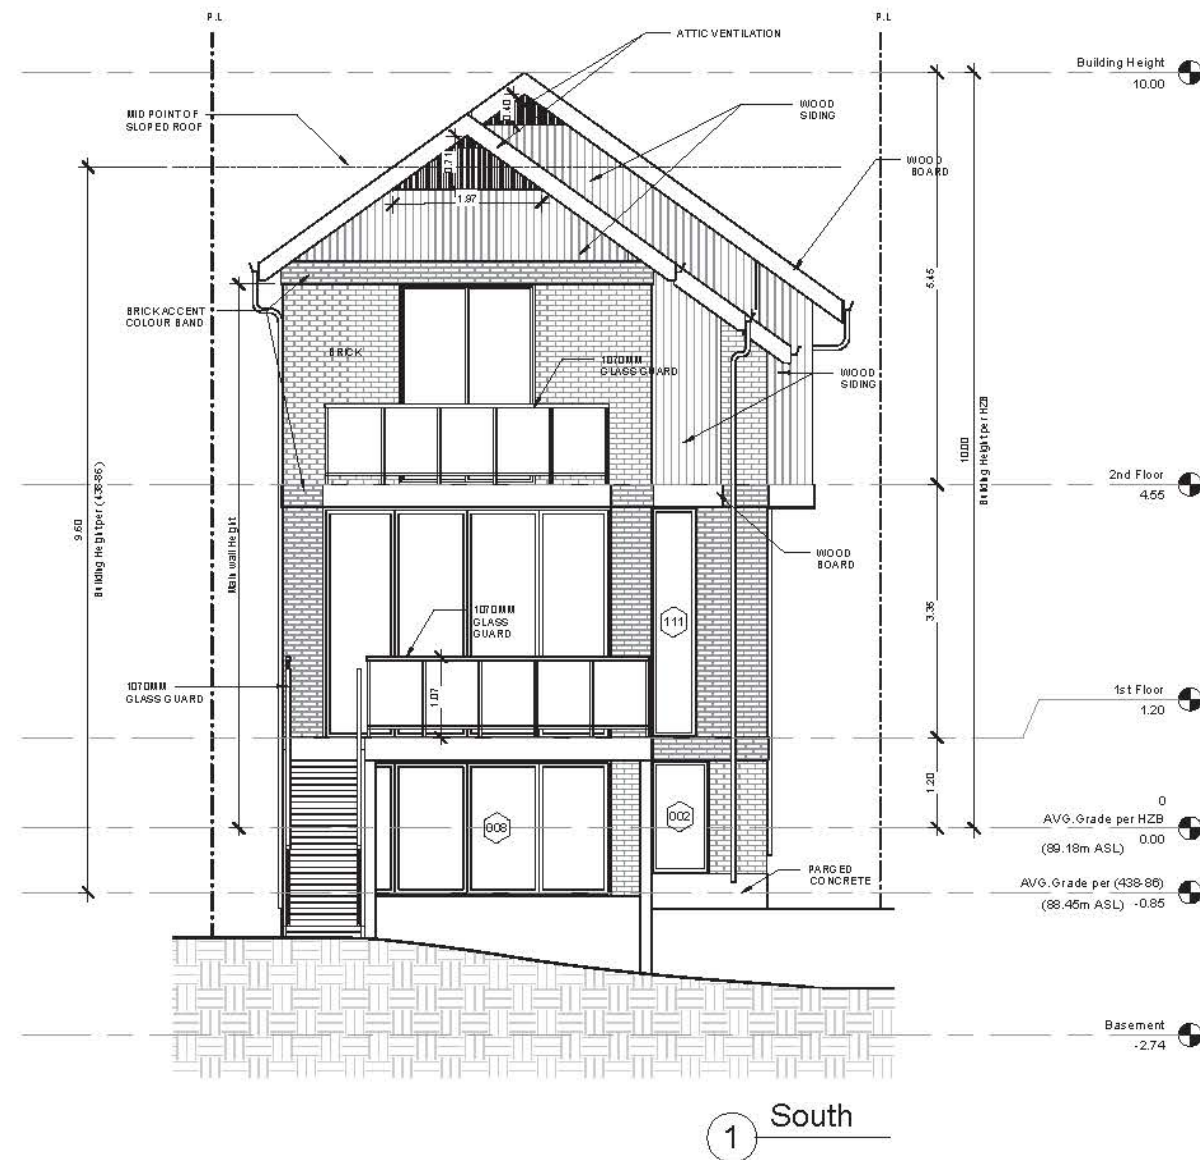 P.L
P.L
ATTIC VENTILATION
Building Height
10.00
MID POINT OF
SLOPED ROOF
0.40
WOOD
SIDING
WOOD
BOARD
0.71
1.97
5.45
BRICK ACCENT
COLOUR BAND
BRICK
1070MM
GLASS GUARD
WOOD
SIDING
10.00
Building Height per HZB
9.60
Building Height per (438-86)
Main wall Height
2nd Floor
4.55
WOOD
BOARD
1070MM
GLASS
GUARD
111
3.35
1070MM
GLASS GUARD
1.07
1st Floor
1.20
1.20
008
002
0
AVG.Grade per HZB
0.00
(89.18m ASL)
PARGED
CONCRETE
AVG.Grade per (438-86)
(88.45m ASL) -0.85
Basement
-2.74
1 South